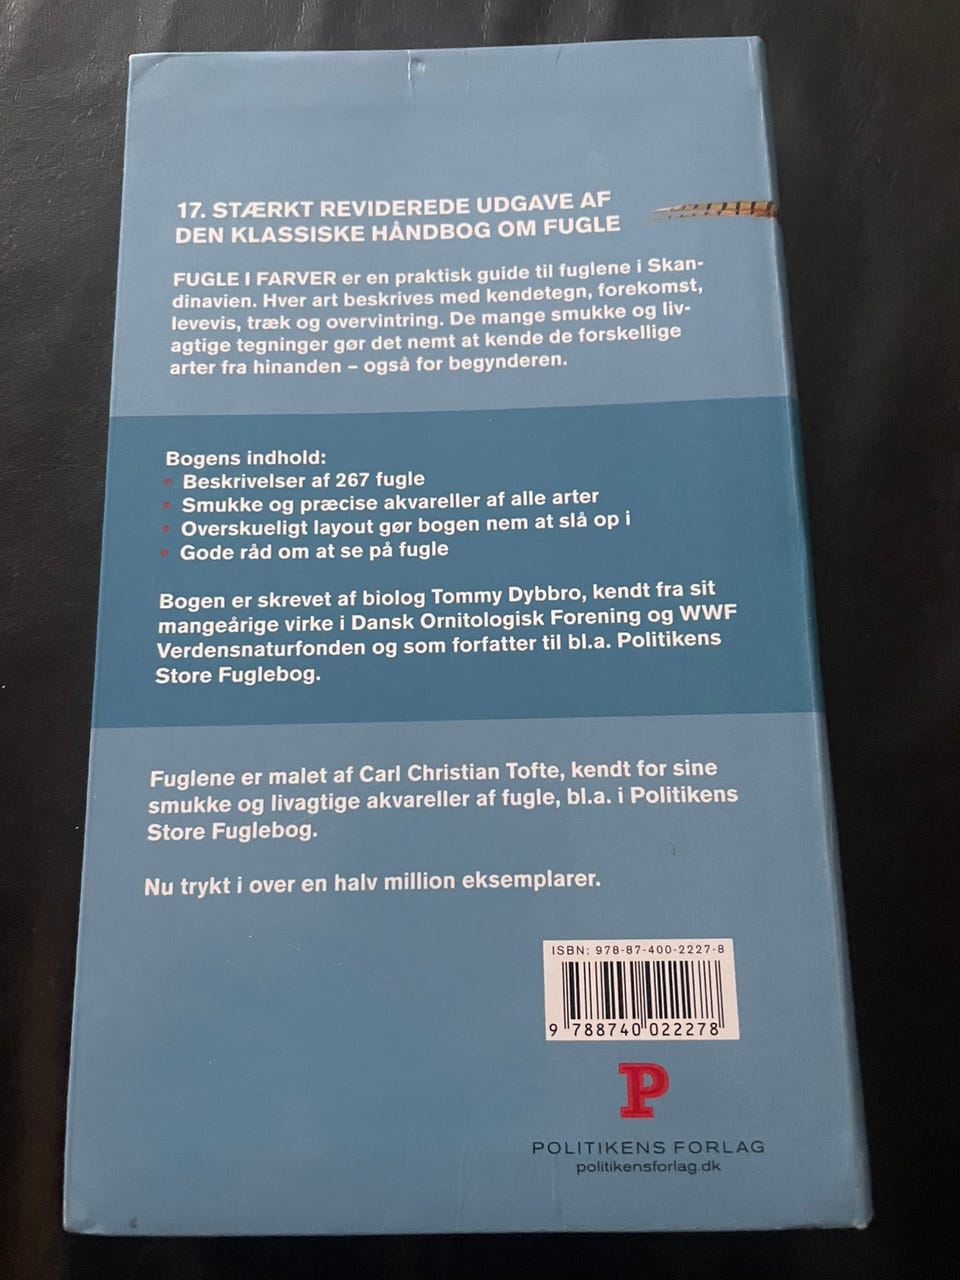 17. STÆRKT REVIDEREDE UDGAVE AF
DEN KLASSISKE HÅNDBOG OM FUGLE
FUGLE I FARVER er en praktisk guide til fuglene i Skan-
dinavien. Hver art beskrives med kendetegn, forekomst,
levevis, træk og overvintring. De mange smukke og liv-
agtige tegninger gør det nemt at kende de forskellige
arter fra hinanden – også for begynderen.
Bogens indhold:
• Beskrivelser af 267 fugle
• Smukke og præcise akvareller af alle arter
• Overskueligt layout gør bogen nem at slå op i
• Gode råd om at se på fugle
Bogen er skrevet af biolog Tommy Dybbro, kendt fra sit
mangeårige virke i Dansk Ornitologisk Forening og WWF
Verdensnaturfonden og som forfatter til bl.a. Politikens
Store Fuglebog.
Fuglene er malet af Carl Christian Tofte, kendt for sine
smukke og livagtige akvareller af fugle, bl.a. i Politikens
Store Fuglebog.
Nu trykt i over en halv million eksemplarer.
ISBN: 978-87-400-2227-8
9 788740 022278
P
POLITIKENS FORLAG
politikensforlag.dk